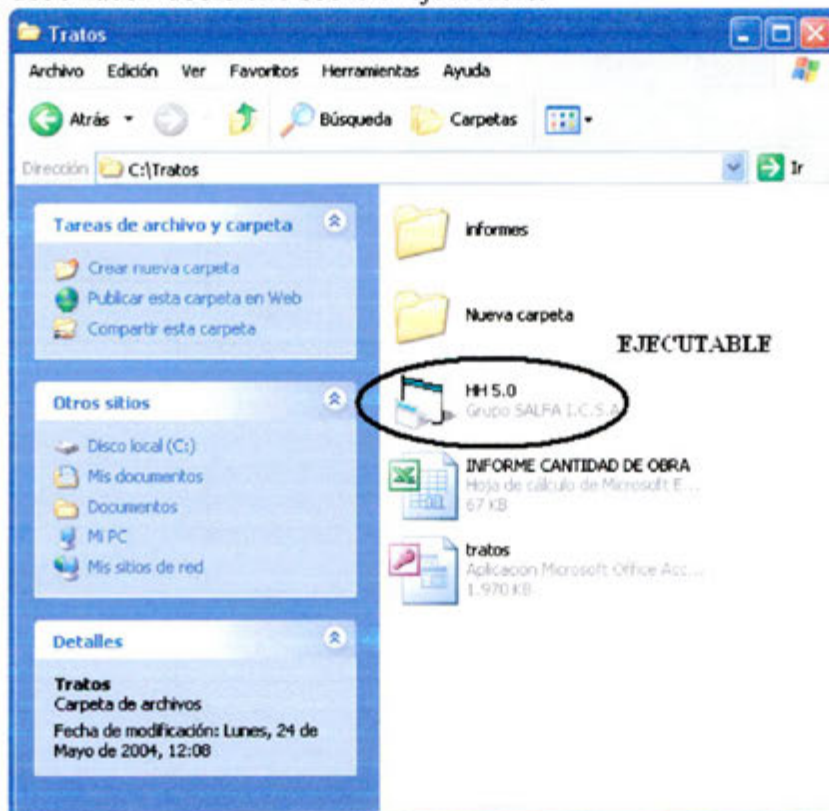 Tratos
Archivo Edición Ver Favoritos Herramientas Ayuda
Atrás Búsqueda Carpetas
Dirección C:\Tratos Ir
Tareas de archivo y carpeta
Crear nueva carpeta
Publicar esta carpeta en Web
Compartir esta carpeta
Otros sitios
Disco local (C:)
Mis documentos
Documentos
Mi PC
Mis sitios de red
Detalles
Tratos
Carpeta de archivos
Fecha de modificación: Lunes, 24 de
Mayo de 2004, 12:08
informes
Nueva carpeta
EJECUTABLE
HH 5.0
Grupo SALFA I.C.S.A
INFORME CANTIDAD DE OBRA
Hoja de cálculo de Microsoft E...
67 KB
tratos
Aplicación Microsoft Office Acc...
1.970 KB